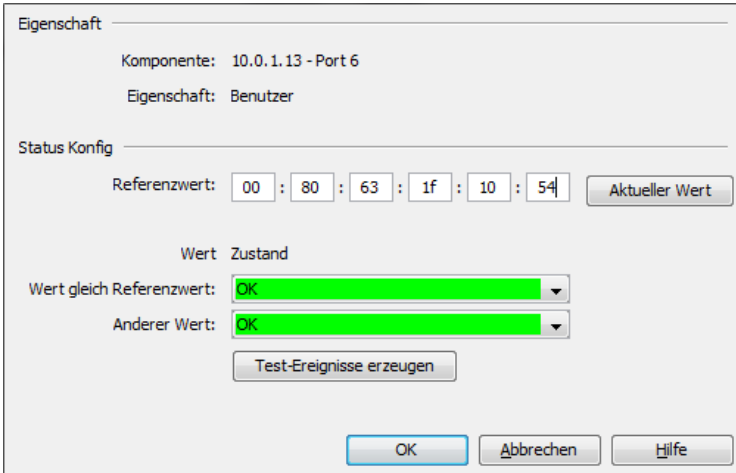 Eigenschaft
Komponente: 10.0.1.13 - Port 6
Eigenschaft: Benutzer
Status Konfig
Referenzwert: 00 : 80 : 63 : 1f : 10 : 54 Aktueller Wert
Wert Zustand
Wert gleich Referenzwert: OK
Anderer Wert: OK
Test-Ereignisse erzeugen
OK Abbrechen Hilfe